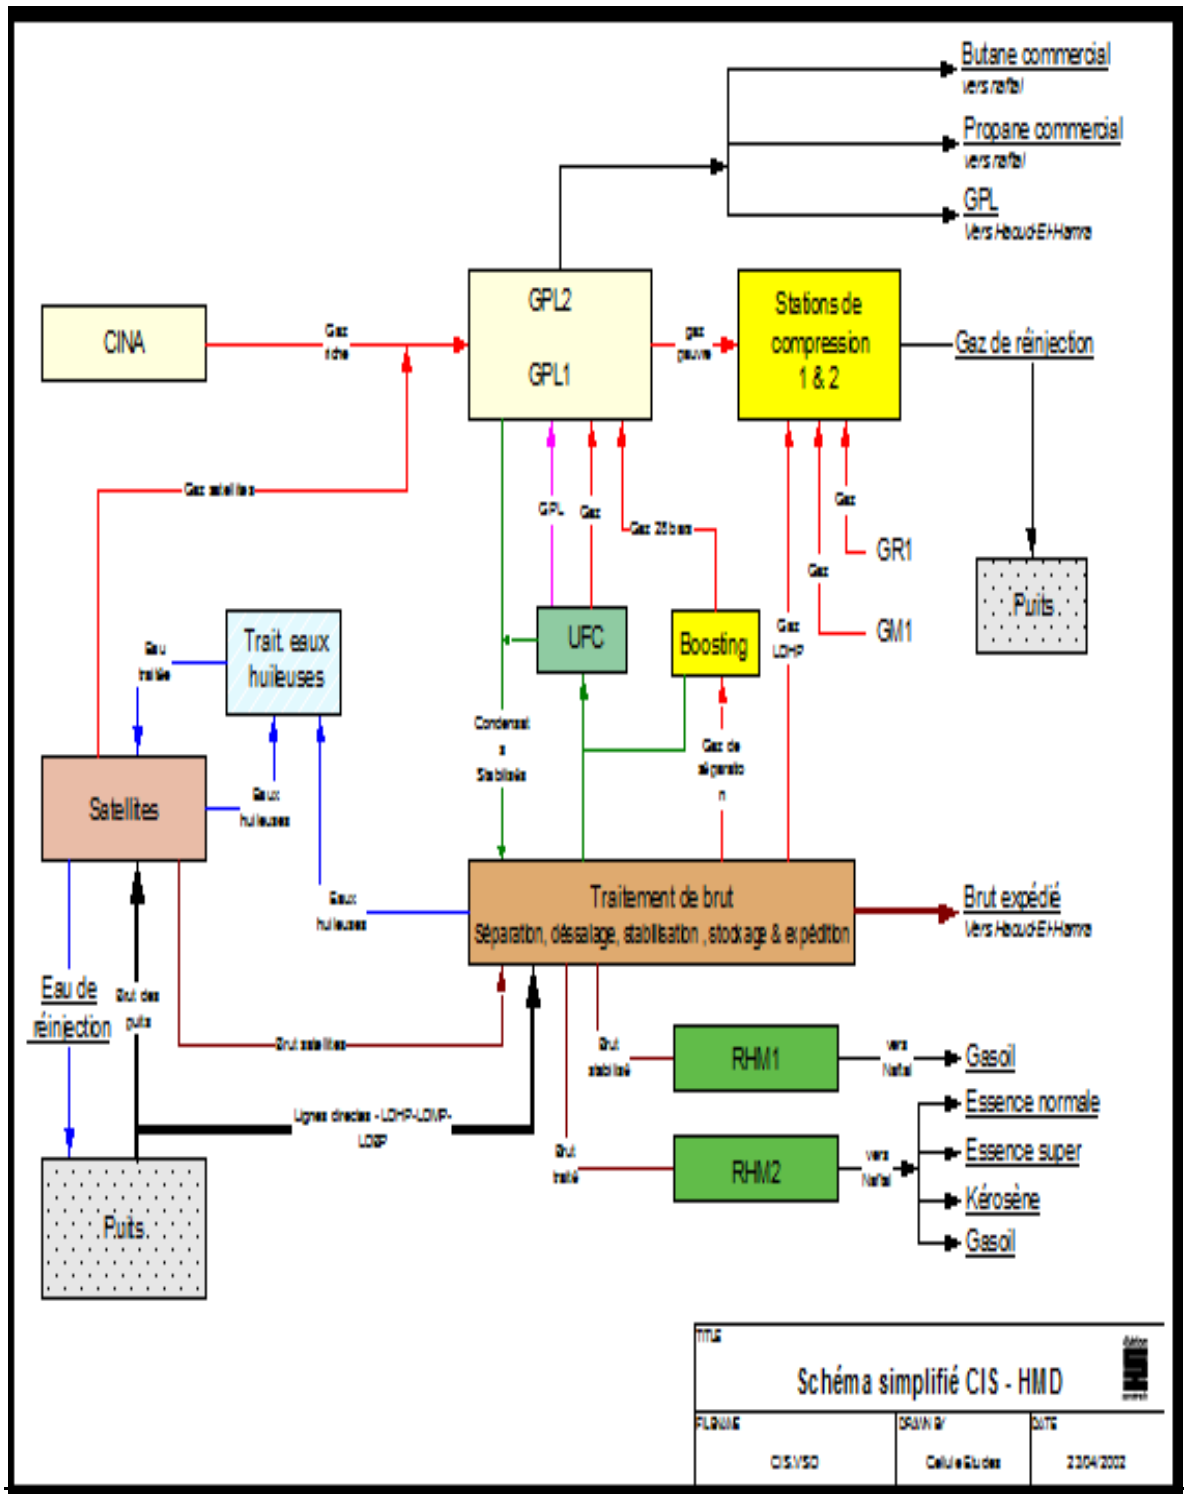 Butane commercial
vers naftal
Propane commercial
vers naftal
GPL
Vers Haoud-El-Hamra
CINA
Gaz
riche
GPL2
GPL1
gaz
pauvre
Stations de
compression
1 & 2
Gaz de réinjection
Gaz satellites
GPL
Gaz
Gaz 28 bars
Gaz
GR1
Gaz
GM1
Gaz
LDHP
Puits
UFC
Boosting
Trait. eaux
huileuses
Eau
traitée
Condensat
s
Stabilisés
Gaz de
séparatio
n
Satellites
Eaux
huileuses
Eaux
huileuses
Traitement de brut
Séparation, déssalage, stabilisation , stockage & expédition
Brut expédié
Vers Haoud-El-Hamra
Eau de
réinjection
Brut des
puits
Brut satellites
Brut
stabilisé
RHM1
vers
Naftal
Gasoil
Lignes directes - LDHP-LDMP-
LDBP
Brut
traité
RHM2
vers
Naftal
Essence normale
Essence super
Kérosène
Gasoil
Puits
TITLE
Schéma simplifié CIS - HMD
FILENAME
CIS.VSD
DRAWN BY
Cellule Etudes
DATE
23/04/2002